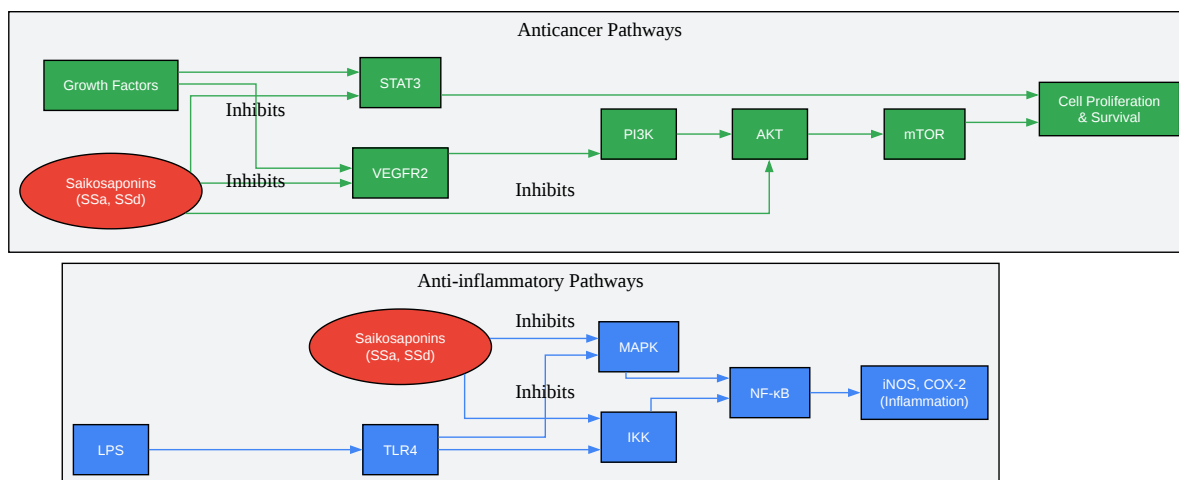 Anticancer Pathways
Growth Factors
STAT3
Cell Proliferation
& Survival
Inhibits
PI3K
AKT
mTOR
Saikosaponins
(SSa, SSd)
Inhibits
VEGFR2
Inhibits
Anti-inflammatory Pathways
Saikosaponins
(SSa, SSd)
Inhibits
MAPK
Inhibits
NF-κB
iNOS, COX-2
(Inflammation)
LPS
TLR4
IKK